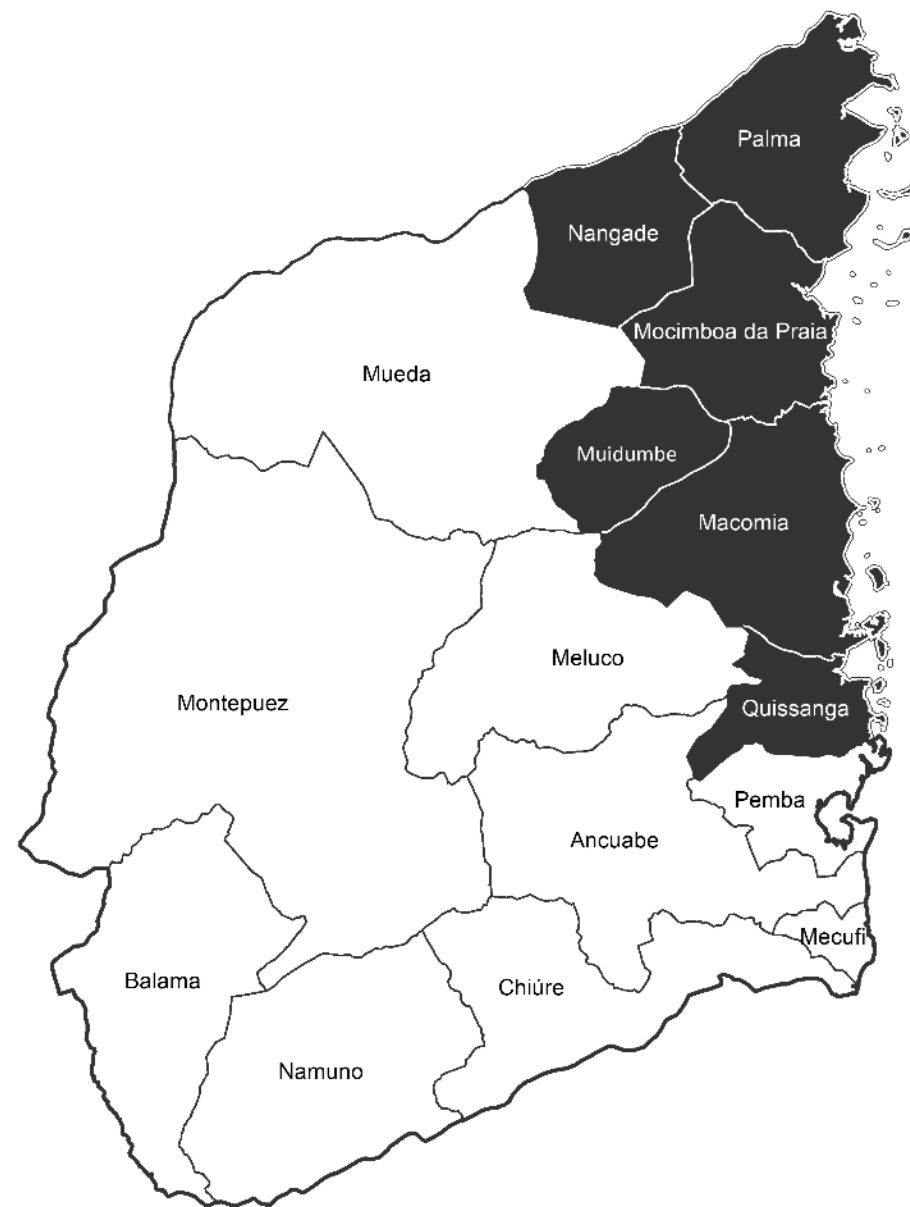 Palma
Nangade
Mocimboa da Praia
Mueda
Muidumbe
Macomia
Meluco
Montepuez
Quissanga
Pemba
Ancuabe
Mecufi
Balama
Chiúre
Namuno